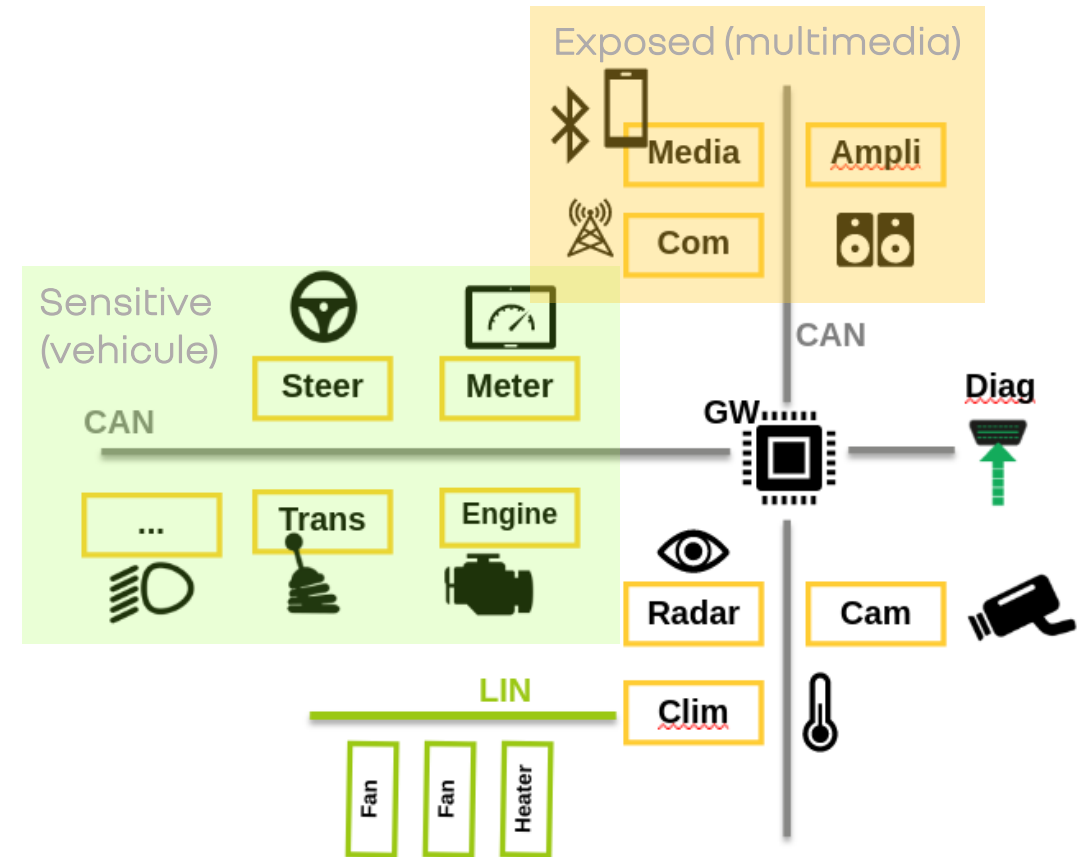 Exposed (multimedia)
Media
Ampli
Com
Sensitive
(vehicule)
CAN
Steer
Meter
Diag
CAN
GW
...
Trans
Engine
Radar
Cam
LIN
Clim
Fan
Fan
Heater